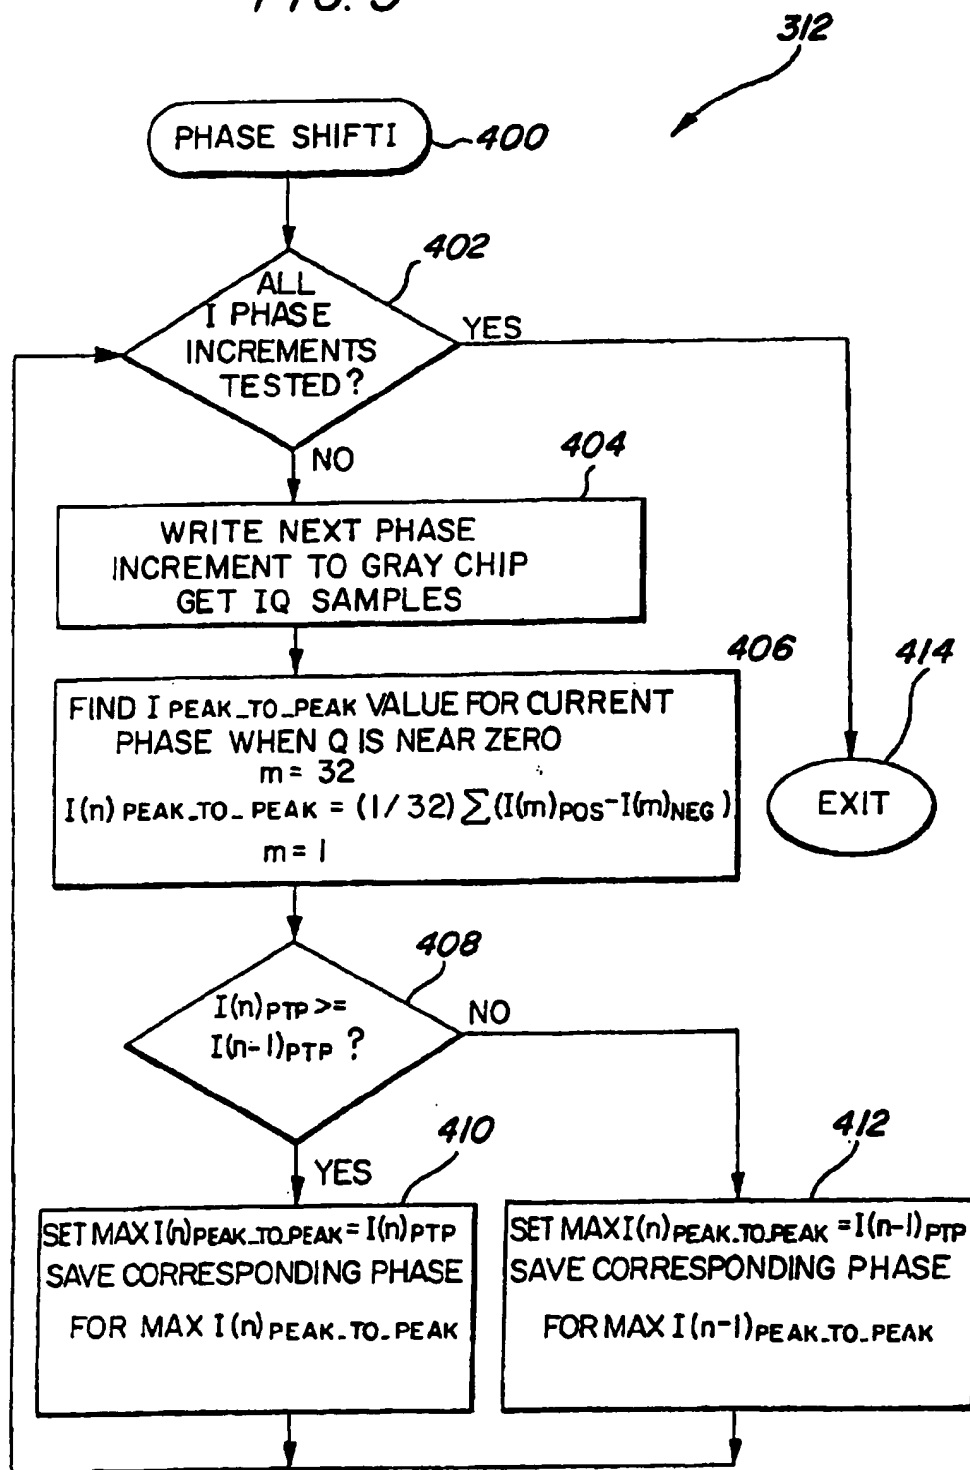 312
PHASE SHIFTI
400
402
ALL
I PHASE
INCREMENTS
TESTED?
YES
NO
404
WRITE NEXT PHASE
INCREMENT TO GRAY CHIP
GET IQ SAMPLES
406
414
FIND I PEAK_TO_PEAK VALUE FOR CURRENT
PHASE WHEN Q IS NEAR ZERO
m = 32
I(n) PEAK_TO_PEAK = (1/32) ∑(I(m)POS-I(m)NEG)
m = 1
EXIT
408
I(n)PTP >=
I(n-1)PTP ?
NO
YES
410
412
SET MAX I(n)PEAK_TO_PEAK = I(n)PTP
SAVE CORRESPONDING PHASE
FOR MAX I(n)PEAK_TO_PEAK
SET MAX I(n)PEAK_TO_PEAK = I(n-1)PTP
SAVE CORRESPONDING PHASE
FOR MAX I(n-1)PEAK_TO_PEAK